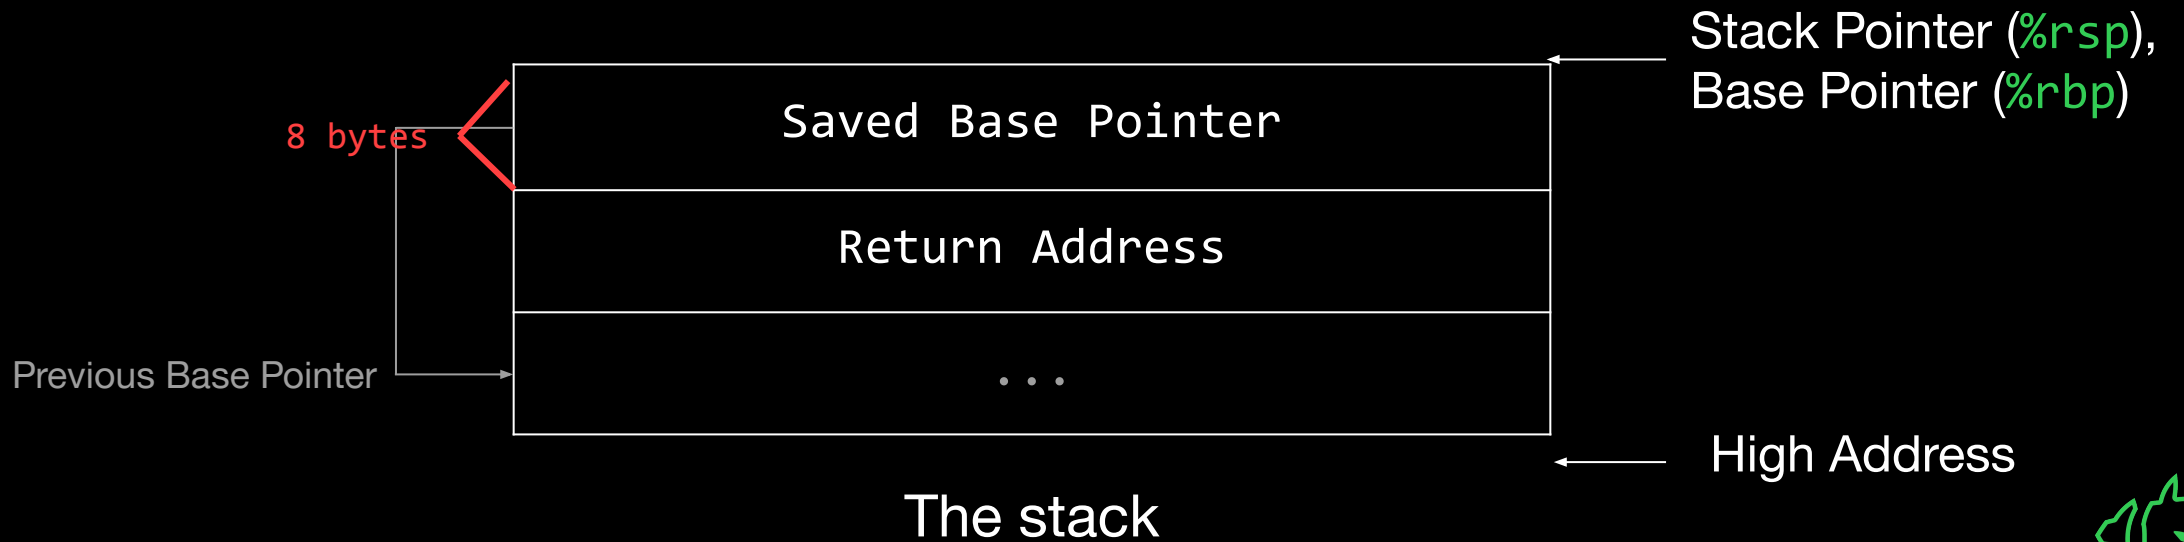 Stack Pointer (%rsp),
Base Pointer (%rbp)
Saved Base Pointer
8 bytes
Return Address
Previous Base Pointer
...
High Address
The stack